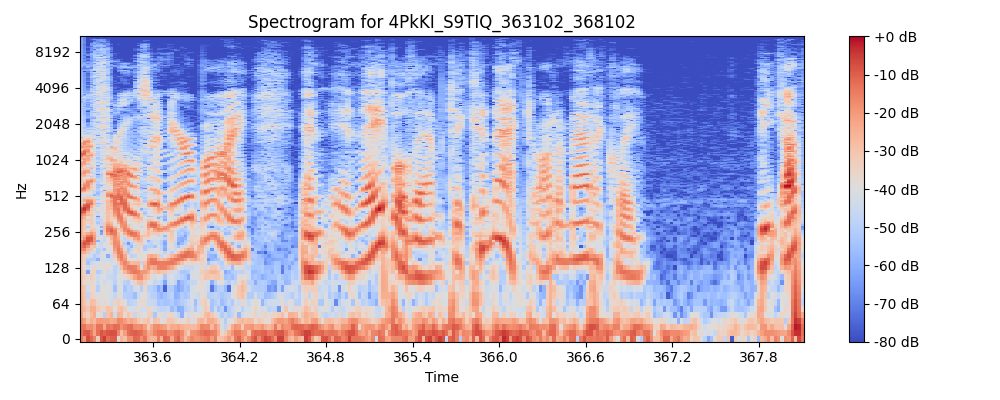 Spectrogram for 4PkKI_S9TIQ_363102_368102
Hz
8192
4096
2048
1024
512
256
128
64
0
363.6 364.2 364.8 365.4 366.0 366.6 367.2 367.8
Time
+0 dB
-10 dB
-20 dB
-30 dB
-40 dB
-50 dB
-60 dB
-70 dB
-80 dB